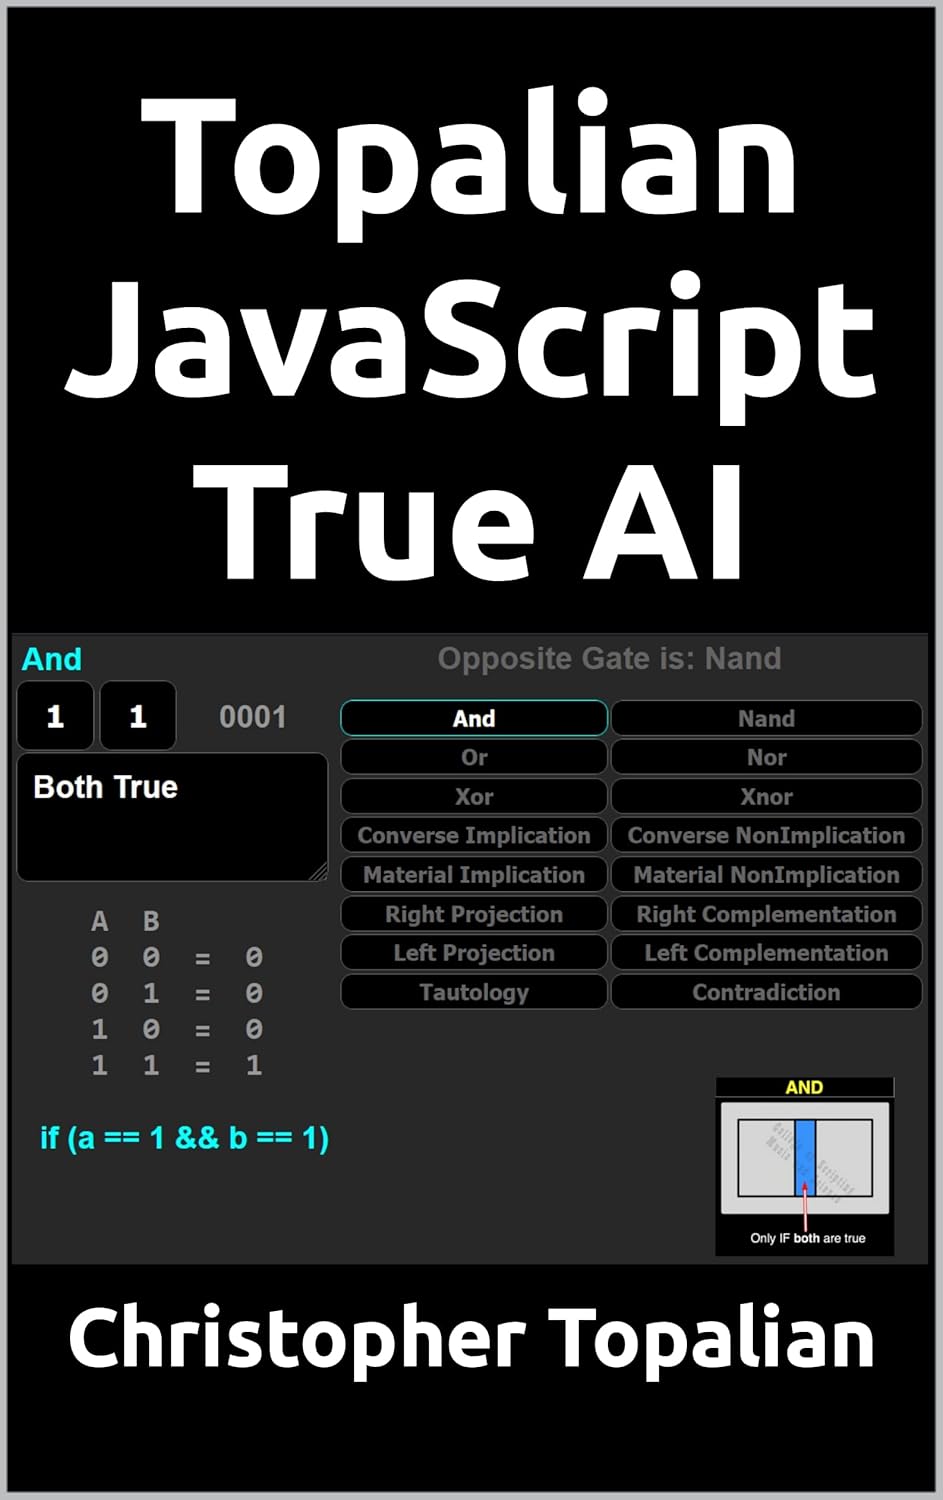 Topalian
JavaScript
True AI
And
Opposite Gate is: Nand
1 1 0001
Both True
And Nand
Or Nor
Xor Xnor
Converse Implication Converse NonImplication
Material Implication Material NonImplication
Right Projection Right Complementation
Left Projection Left Complementation
Tautology Contradiction
A B
0 0 = 0
0 1 = 0
1 0 = 0
1 1 = 1
if (a == 1 && b == 1)
AND
Only IF both are true
Christopher Topalian